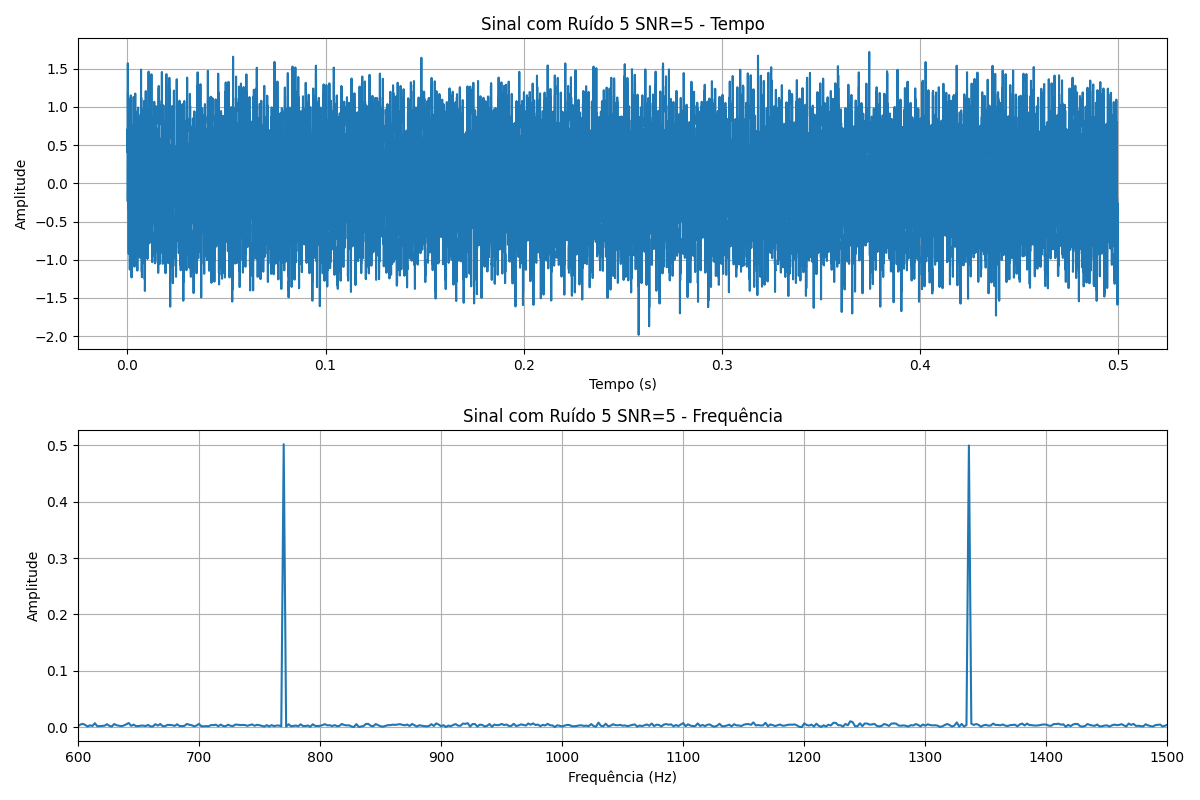 Sinal com Ruído 5 SNR=5 - Tempo
Amplitude
1.5
1.0
0.5
0.0
−0.5
−1.0
−1.5
−2.0
0.0 0.1 0.2 0.3 0.4 0.5
Tempo (s)
Sinal com Ruído 5 SNR=5 - Frequência
Amplitude
0.5
0.4
0.3
0.2
0.1
0.0
600 700 800 900 1000 1100 1200 1300 1400 1500
Frequência (Hz)